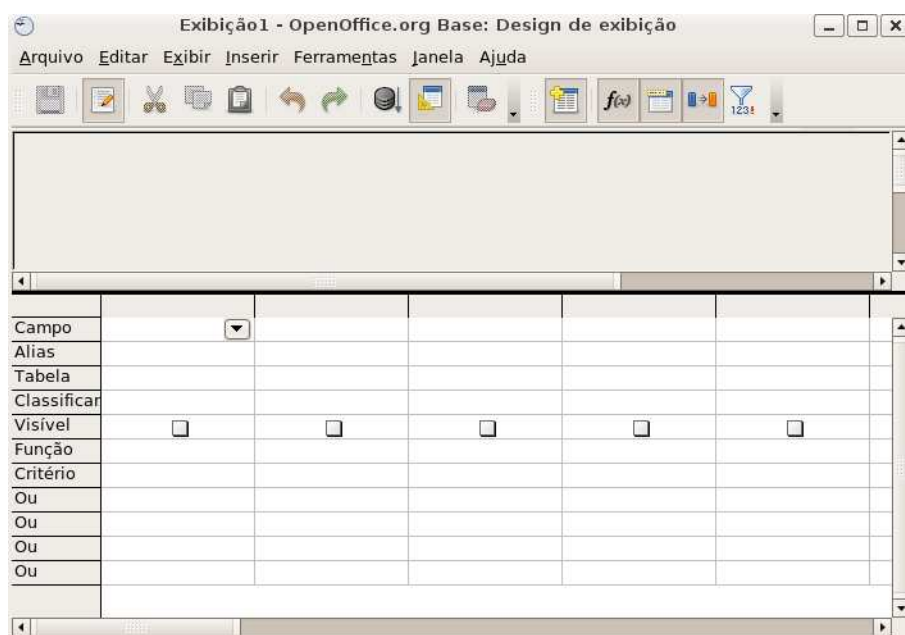 Exibição1 - OpenOffice.org Base: Design de exibição
Arquivo Editar Exibir Inserir Ferramentas Janela Ajuda
f(x) 123!
Campo
Alias
Tabela
Classificar
Visível
Função
Critério
Ou
Ou
Ou
Ou